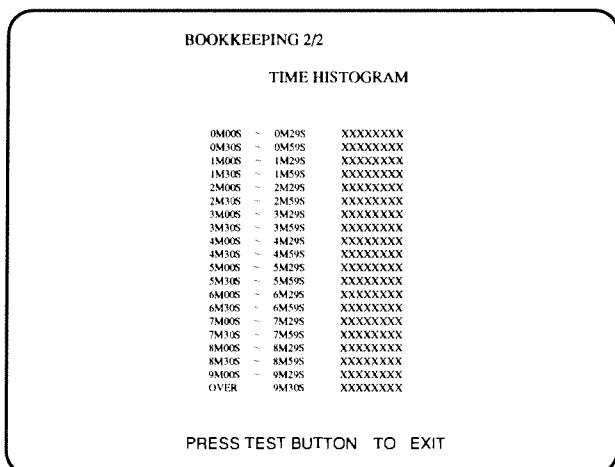 BOOKKEEPING 2/2
TIME HISTOGRAM
0M00S ~ 0M29S XXXXXXXX
0M30S ~ 0M59S XXXXXXXX
1M00S ~ 1M29S XXXXXXXX
1M30S ~ 1M59S XXXXXXXX
2M00S ~ 2M29S XXXXXXXX
2M30S ~ 2M59S XXXXXXXX
3M00S ~ 3M29S XXXXXXXX
3M30S ~ 3M59S XXXXXXXX
4M00S ~ 4M29S XXXXXXXX
4M30S ~ 4M59S XXXXXXXX
5M00S ~ 5M29S XXXXXXXX
5M30S ~ 5M59S XXXXXXXX
6M00S ~ 6M29S XXXXXXXX
6M30S ~ 6M59S XXXXXXXX
7M00S ~ 7M29S XXXXXXXX
7M30S ~ 7M59S XXXXXXXX
8M00S ~ 8M29S XXXXXXXX
8M30S ~ 8M59S XXXXXXXX
9M00S ~ 9M29S XXXXXXXX
OVER 9M30S XXXXXXXX
PRESS TEST BUTTON TO EXIT